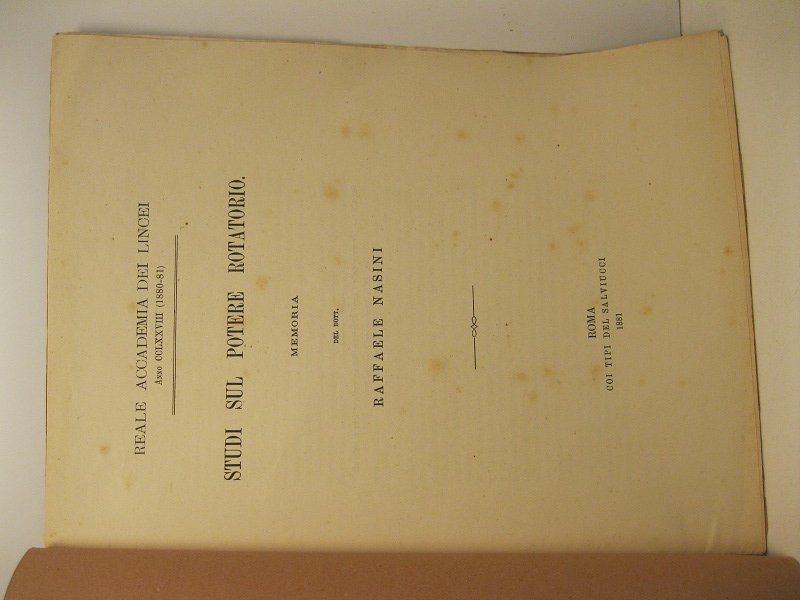 REALE ACCADEMIA DEI LINCEI
ANNO CCLXXVIII (1880-81)
STUDI SUL POTERE ROTATORIO.
MEMORIA
DEL DOTT.
RAFFAELE NASINI
ROMA
COI TIPI DEL SALVIUCCI
1881